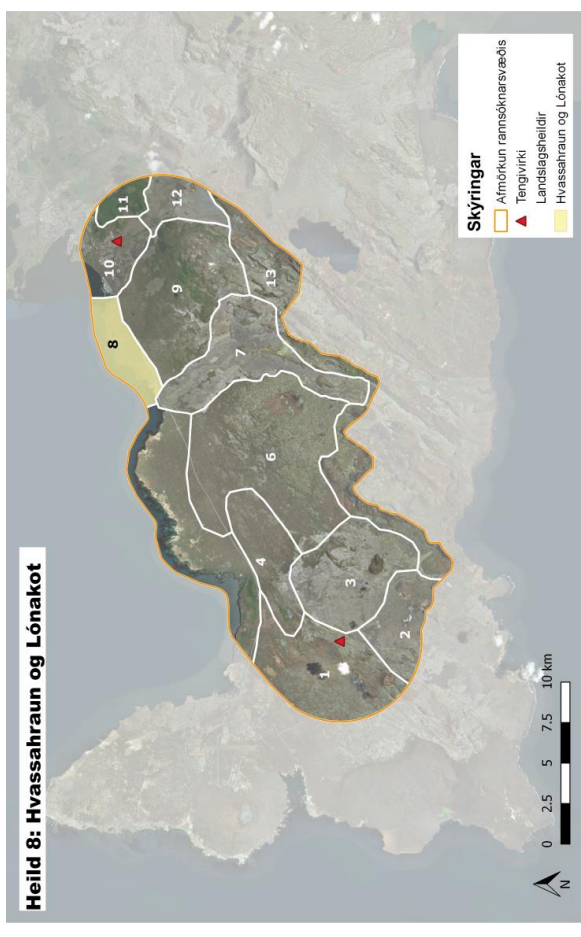 Heild 8: Hvassahraun og Lónakot
8
10
11
12
9
13
7
6
4
3
2
1
Skýringar
Afmörkun rannsóknarsvæðis
Tengivirki
Landslagsheildir
Hvassahraun og Lónakot
N
0 2.5 5 7.5 10 km